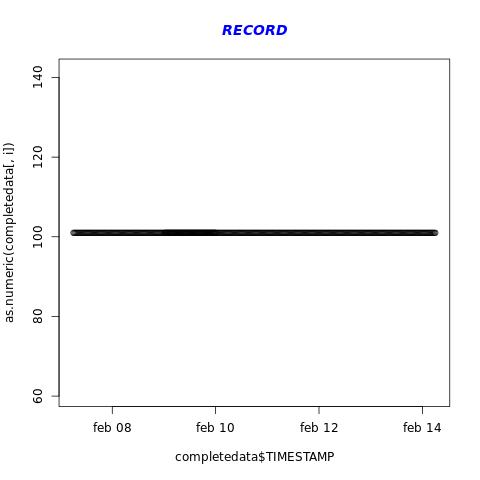 RECORD
as.numeric(completedata[, i])
140
120
100
80
60
feb 08 feb 10 feb 12 feb 14
completedata$TIMESTAMP